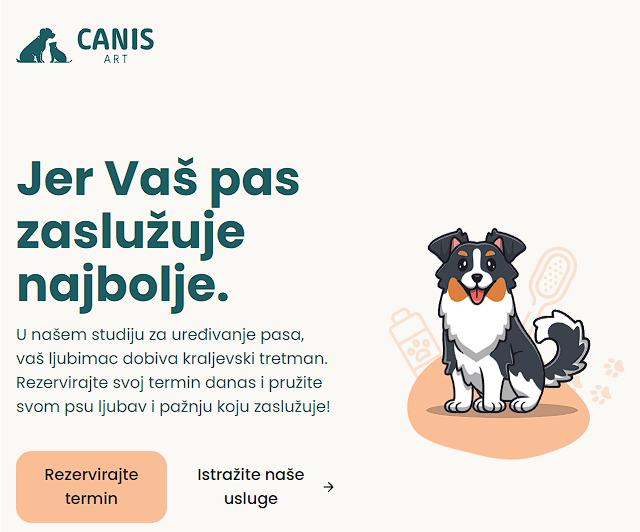 CANIS
ART
Jer Vaš pas
zaslužuje
najbolje.
U našem studiju za uređivanje pasa,
vaš ljubimac dobiva kraljevski tretman.
Rezervirajte svoj termin danas i pružite
svom psu ljubav i pažnju koju zaslužuje!
Rezervirajte
termin
Istražite naše
usluge